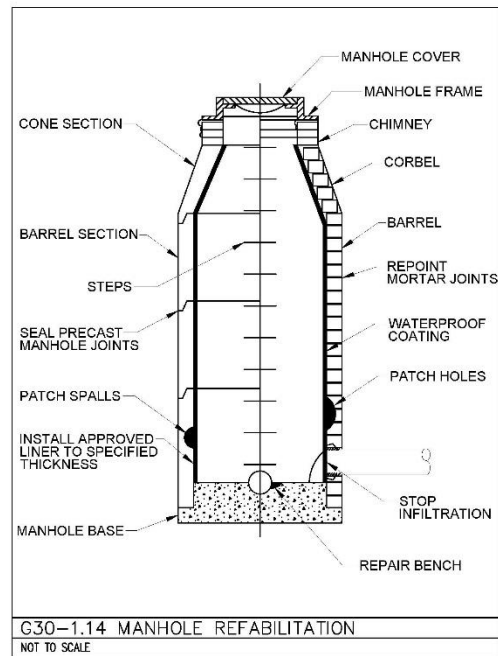 MANHOLE COVER
MANHOLE FRAME
CONE SECTION
CHIMNEY
CORBEL
BARREL SECTION
BARREL
STEPS
REPOINT
MORTAR JOINTS
SEAL PRECAST
MANHOLE JOINTS
WATERPROOF
COATING
PATCH SPALLS
PATCH HOLES
INSTALL APPROVED
LINER TO SPECIFIED
THICKNESS
STOP
INFILTRATION
MANHOLE BASE
REPAIR BENCH
G30-1.14 MANHOLE REFABILITATION
NOT TO SCALE